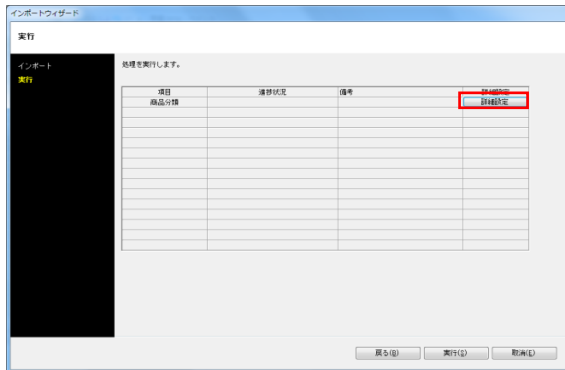 インポートウィザード
実行
インポート
実行
処理を実行します。
項目 進捗状況 備考 詳細設定
商品分類 詳細設定
戻る(B) 実行(S) 取消(E)